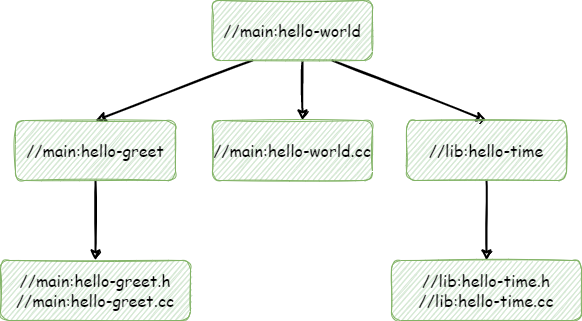 //main:hello-world
//main:hello-greet
//main:hello-world.cc
//lib:hello-time
//main:hello-greet.h
//main:hello-greet.cc
//lib:hello-time.h
//lib:hello-time.cc